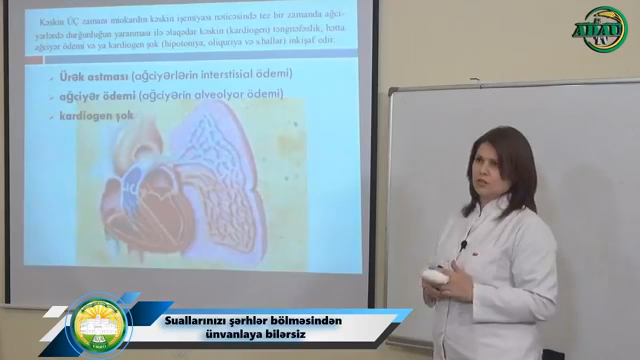 Kəskin ÜÇ zamanı miokardın kəskin işemiyası nəticəsində tez bir zamanda ağci-
yərlərdə durğunluğun yaranması ilə əlaqədar kəskin (kardiogen) təngnəfəslik, hətta
ağciyər ödemi və ya kardiogen şok (hipotoniya, oliquriya və s.hallar) inkişaf edir.
Ürək astması (ağciyərlərin interstisial ödemi)
ağciyər ödemi (ağciyərin alveolyar ödemi)
kardiogen şok
ADAU
TV
Suallarınızı şərhlər bölməsindən
ünvanlaya bilərsiz